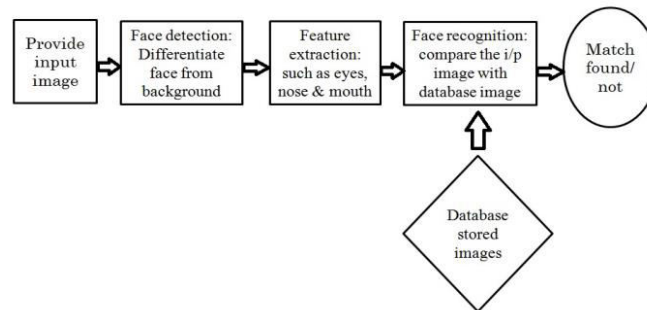 Provide
input
image
Face detection:
Differentiate
face from
background
Feature
extraction:
such as eyes,
nose & mouth
Face recognition:
compare the i/p
image with
database image
Match
found/
not
Database
stored
images